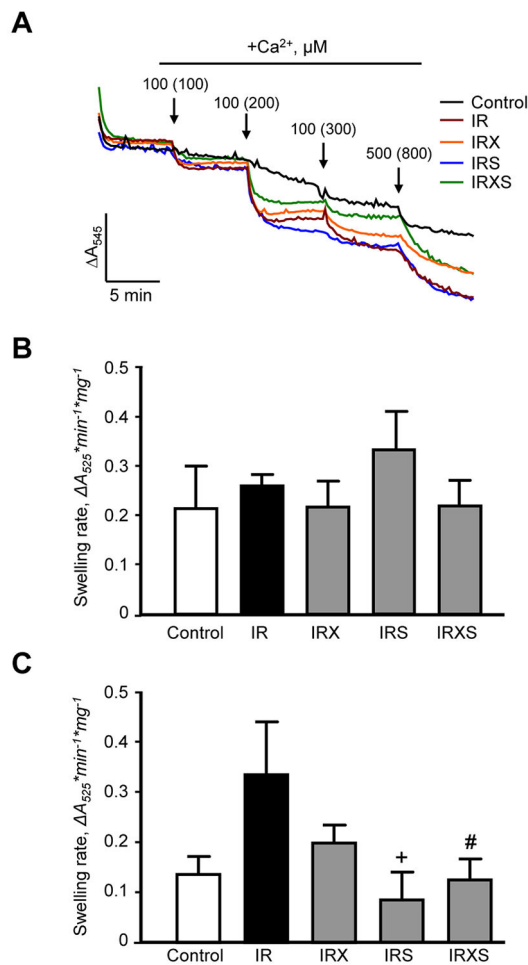 A
+Ca²⁺, µM
100 (100)
100 (200)
100 (300)
500 (800)
Control
IR
IRX
IRS
IRXS
ΔA₅₄₅
5 min
B
Swelling rate, ΔA₅₂₅*min⁻¹*mg⁻¹
0.5
0.4
0.3
0.2
0.1
0
Control IR IRX IRS IRXS
C
Swelling rate, ΔA₅₂₅*min⁻¹*mg⁻¹
0.5
0.4
0.3
0.2
0.1
0
+
#
Control IR IRX IRS IRXS